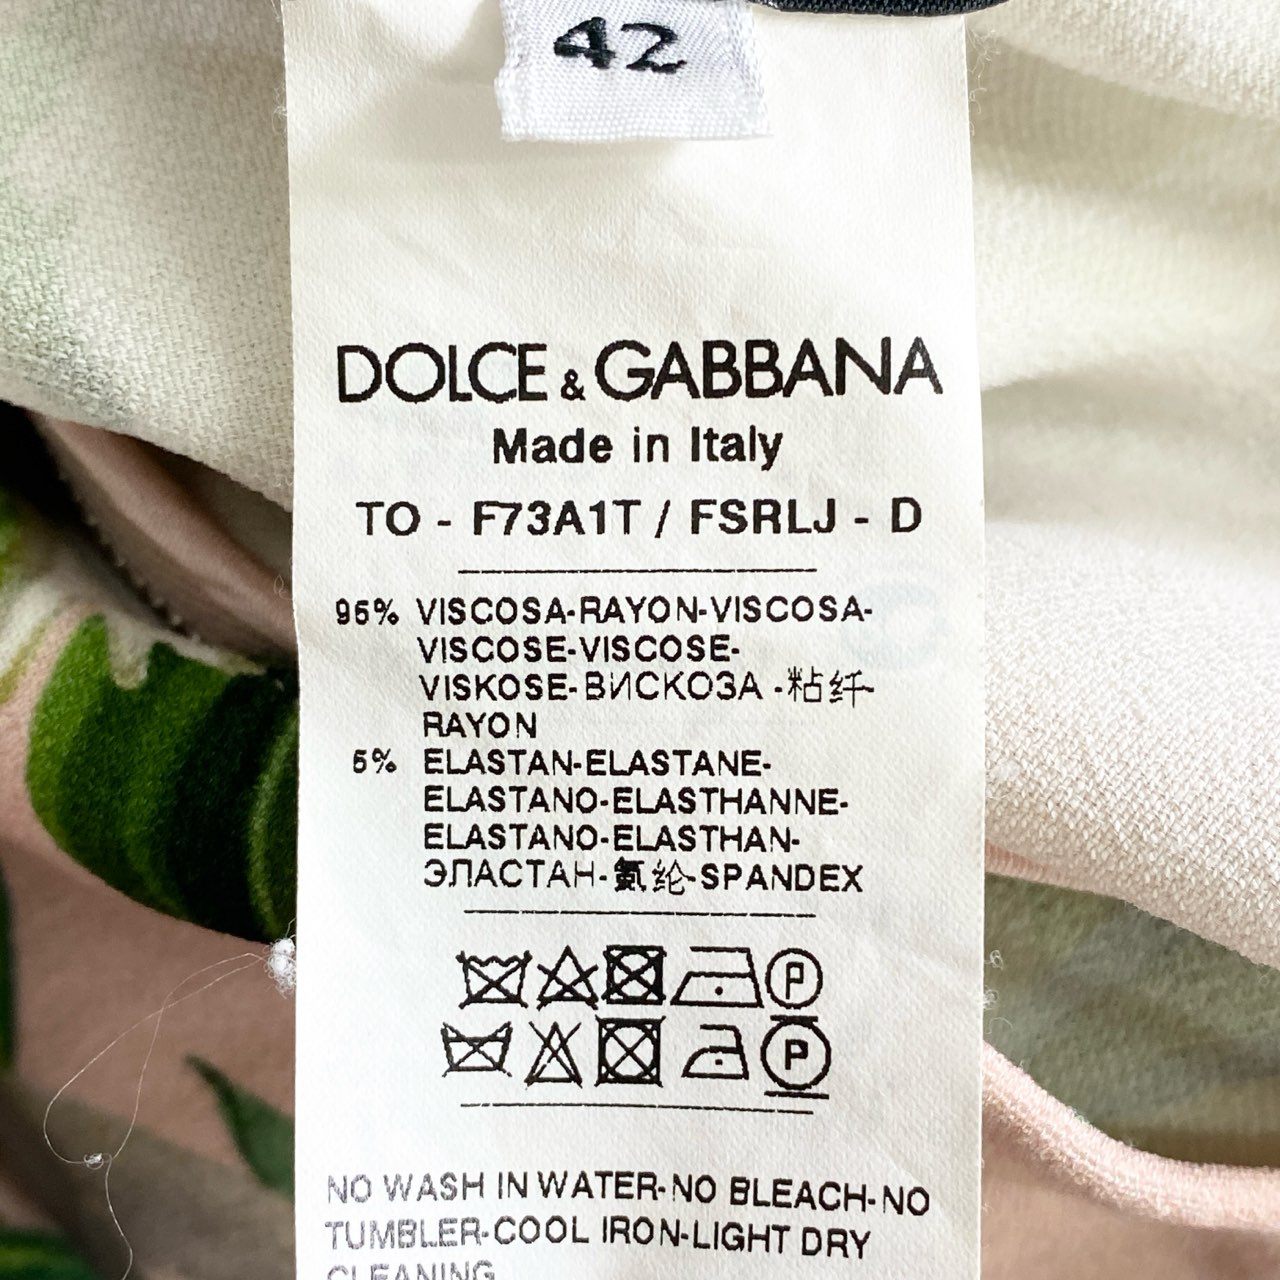 42
DOLCE & GABBANA
Made in Italy
TO - F73A1T / FSRLJ - D
95% VISCOSA-RAYON-VISCOSA-
VISCOSE-VISCOSE-
VISKOSE-ВИСКОЗА -粘纤-
RAYON
5% ELASTAN-ELASTANE-
ELASTANO-ELASTHANNE-
ELASTANO-ELASTHAN-
ЭЛАСТАН-氨纶-SPANDEX
P
P
NO WASH IN WATER-NO BLEACH-NO
TUMBLER-COOL IRON-LIGHT DRY
CLEANING